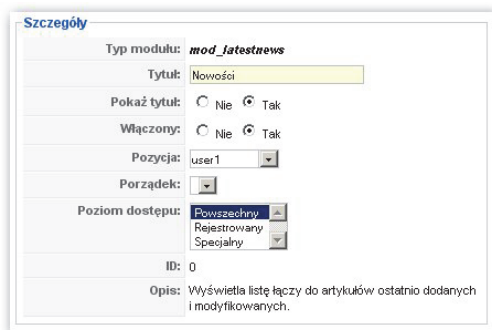 Szczegóły
Typ modułu: mod_latestnews
Tytuł: Nowości
Pokaż tytuł: Nie Tak
Włączony: Nie Tak
Pozycja: user1
Porządek:
Poziom dostępu: Powszechny
Rejestrowany
Specjalny
ID: 0
Opis: Wyświetla listę łączy do artykułów ostatnio dodanych
i modyfikowanych.